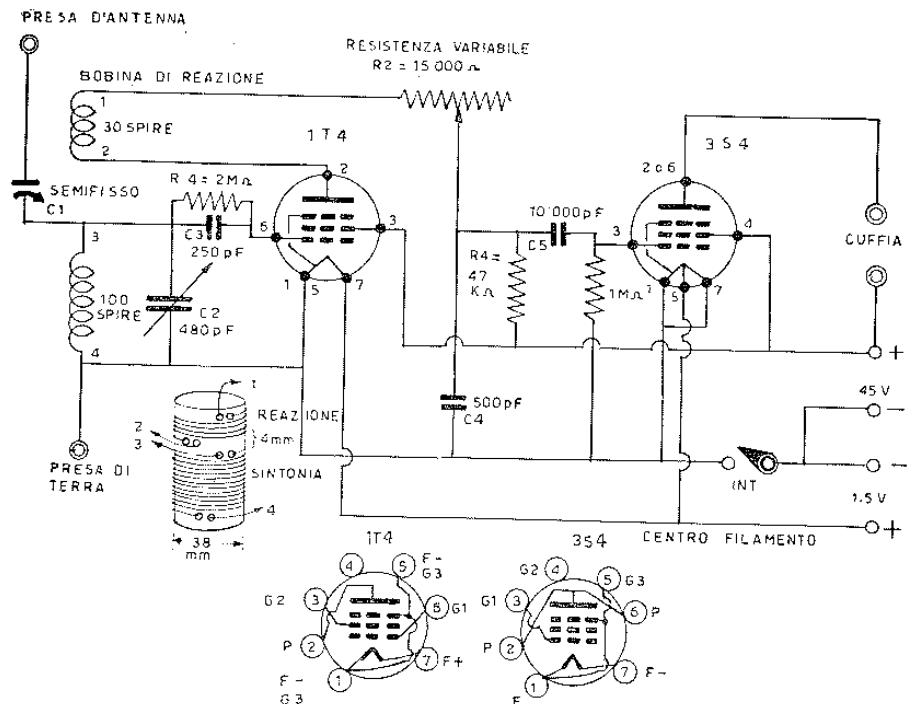 PRESA D'ANTENNA
RESISTENZA VARIABILE
R2 = 15 000 Ω
BOBINA DI REAZIONE
1
30 SPIRE
2
1T4
3S4
2
2 o 6
SEMIFISSO
C1
R 4 = 2MΩ
C3
250 pF
6
3
1
5
7
10'000pF
C5
3
4
CUFFIA
R4=
47
KΩ
1MΩ
1
5
7
3
100
SPIRE
4
C2
480 pF
+
500 pF
C4
45 V
−
INT
−
1.5 V
+
CENTRO FILAMENTO
PRESA DI
TERRA
1
REAZIONE
2
3
4mm
SINTONIA
4
38
mm
1T4
4
5
F-
G3
G2
3
6
G1
P
2
7
F+
F-
G3
1
3S4
G2
4
5
G3
G1
3
6
P
P
2
7
F-
F
1